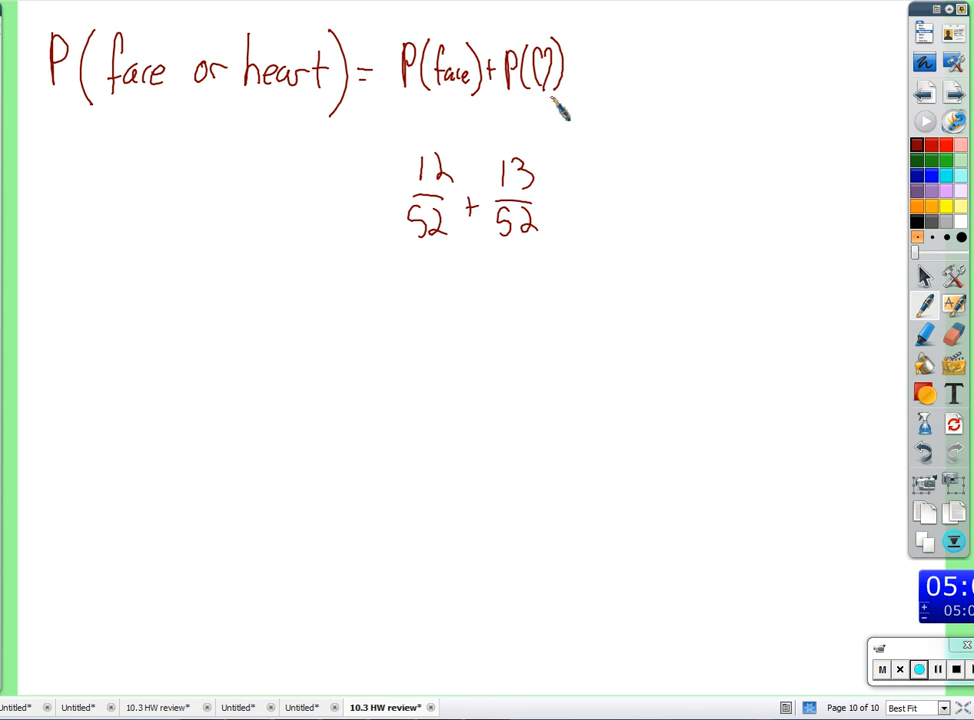 P(face or heart) = P(face) + P(♡)
12/52 + 13/52
05:0
05:0
M
Untitled* Untitled* 10.3 HW review* Untitled* Untitled* 10.3 HW review* Page 10 of 10 Best Fit